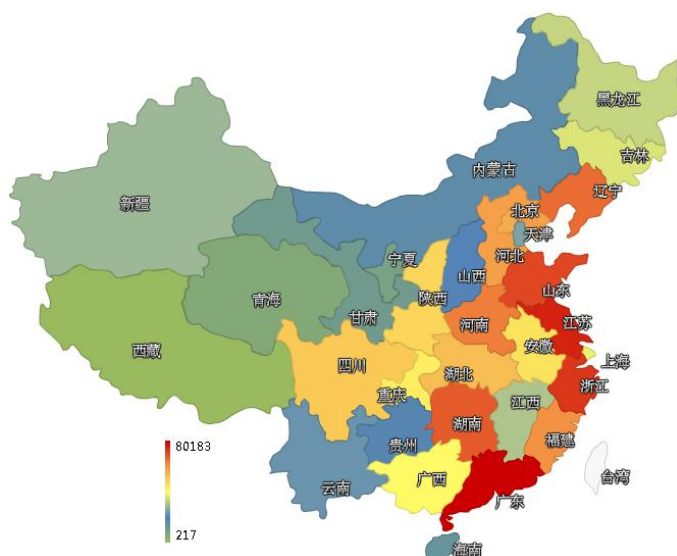 黑龙江
吉林
辽宁
内蒙古
新疆
北京
天津
河北
宁夏
山西
山东
青海
陕西
甘肃
河南
江苏
安徽
西藏
四川
上海
湖北
重庆
浙江
江西
湖南
贵州
福建
80183
广西
台湾
云南
广东
217
海南